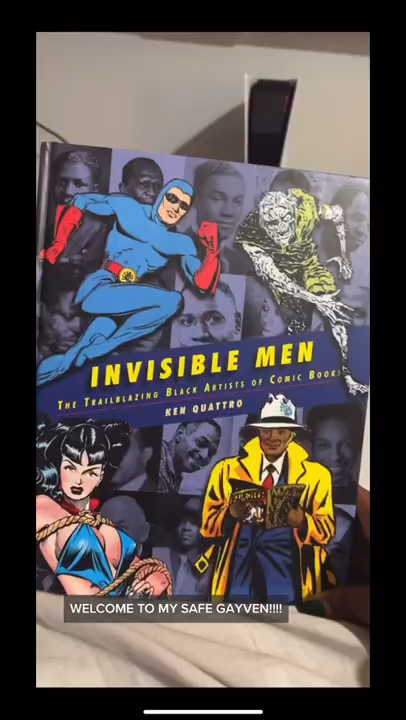 INVISIBLE MEN
THE TRAILBLAZING BLACK ARTISTS OF COMIC BOOKS
KEN QUATTRO
WELCOME TO MY SAFE GAYVEN!!!!